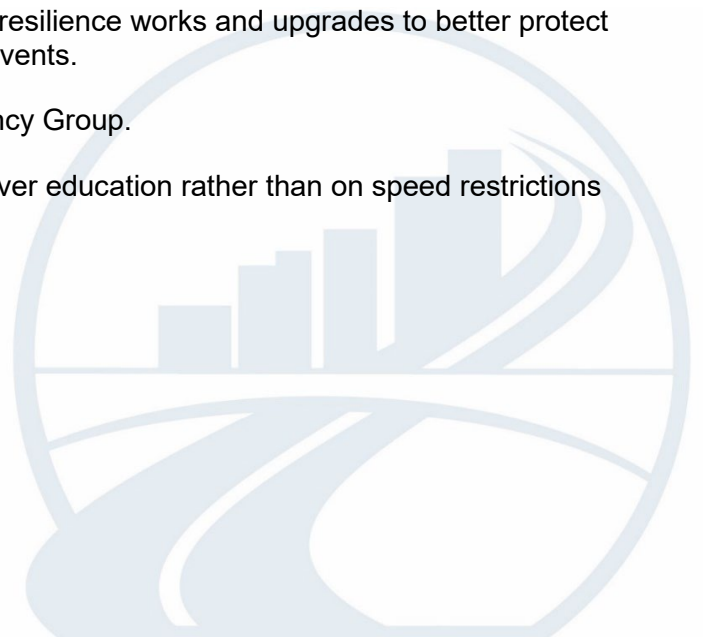 resilience works and upgrades to better protect
vents.
ncy Group.
ver education rather than on speed restrictions